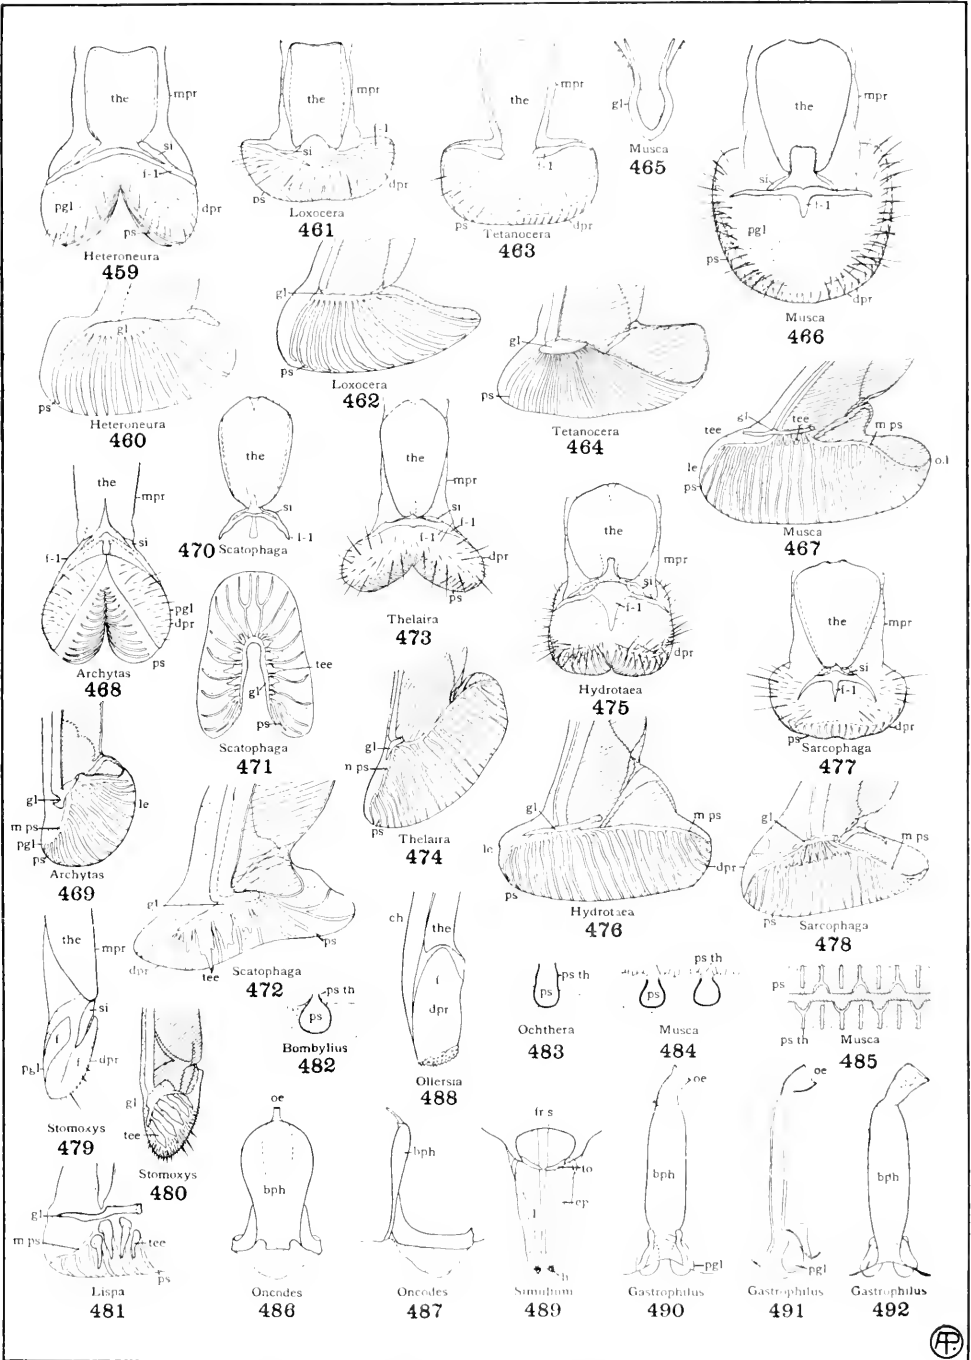 the
mpr
si
f-1
pgl
dpr
ps
Heteroneura
459
the
mpr
f-1
si
dpr
ps
Loxocera
461
the
mpr
f-1
ps
dpr
Tetanocera
463
gl
Musca
465
the
mpr
si
f-1
pgl
ps
dpr
Musca
466
gl
ps
Heteroneura
460
gl
ps
Loxocera
462
gl
ps
Tetanocera
464
gl
tee
tee
m ps
le
ps
o.l
Musca
467
the
mpr
f-1
si
pgl
dpr
ps
Archytas
468
the
si
f-1
470 Scatophaga
the
mpr
si
f-1
f-1
dpr
ps
Thelaira
473
the
mpr
si
f-1
dpr
Hydrotaea
475
the
mpr
si
f-1
dpr
ps
Sarcophaga
477
tee
gl
ps
Scatophaga
471
gl
le
m ps
pgl
ps
Archytas
469
gl
m ps
ps
Thelaira
474
gl
m ps
le
dpr
ps
Hydrotaea
476
gl
m ps
ps
Sarcophaga
478
gl
ps
dpr
tee
Scatophaga
472
the
mpr
si
f
f
pgl
dpr
Stomoxys
479
gl
tee
Stomoxys
480
ps th
ps
Bombylius
482
ch
the
f
dpr
Olfersia
488
ps th
ps
Ochthera
483
ps th
ps
Musca
484
ps
ps th
Musca
485
gl
m ps
tee
ps
Lispa
481
oe
bph
Oncodes
486
bph
Oncodes
487
fr s
to
ep
l
h
Simulium
489
oe
bph
pgl
Gastrophilus
490
oe
pgl
Gastrophilus
491
bph
Gastrophilus
492
AP.